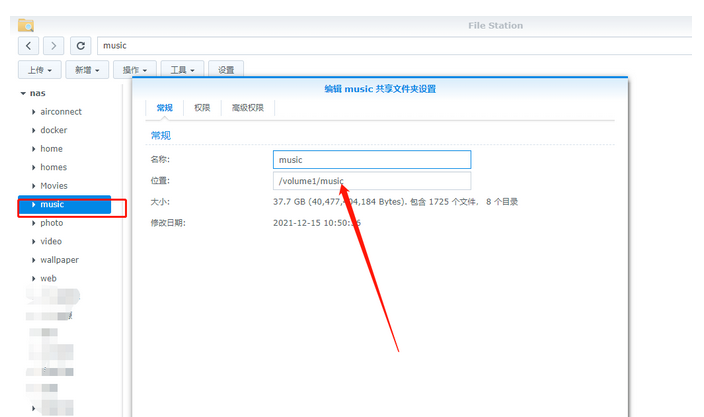 File Station
music
上传 新增 操作 工具 设置
nas
airconnect
docker
home
homes
Movies
music
photo
video
wallpaper
web
编辑 music 共享文件夹设置
常规 权限 高级权限
常规
名称: music
位置: /volume1/music
大小: 37.7 GB (40,477,404,184 Bytes). 包含 1725 个文件． 8 个目录
修改日期: 2021-12-15 10:50:16